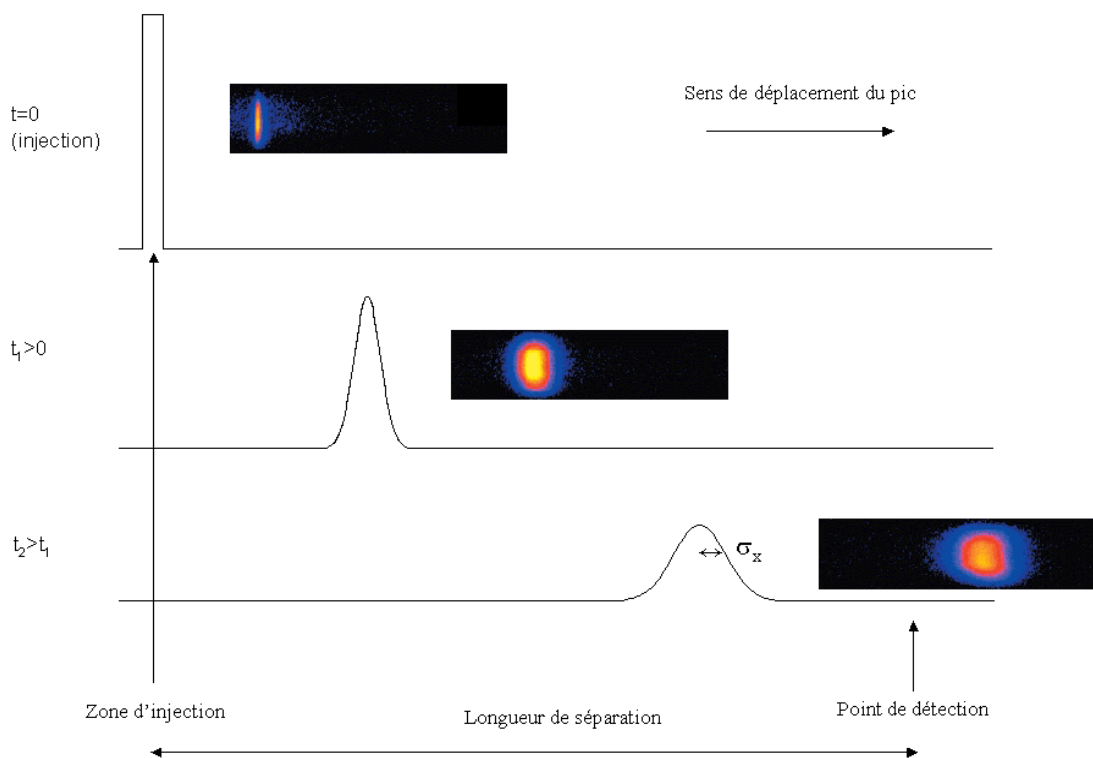 t=0
(injection)
Sens de déplacement du pic
t₁>0
t₂>t₁
σₓ
Zone d'injection
Longueur de séparation
Point de détection